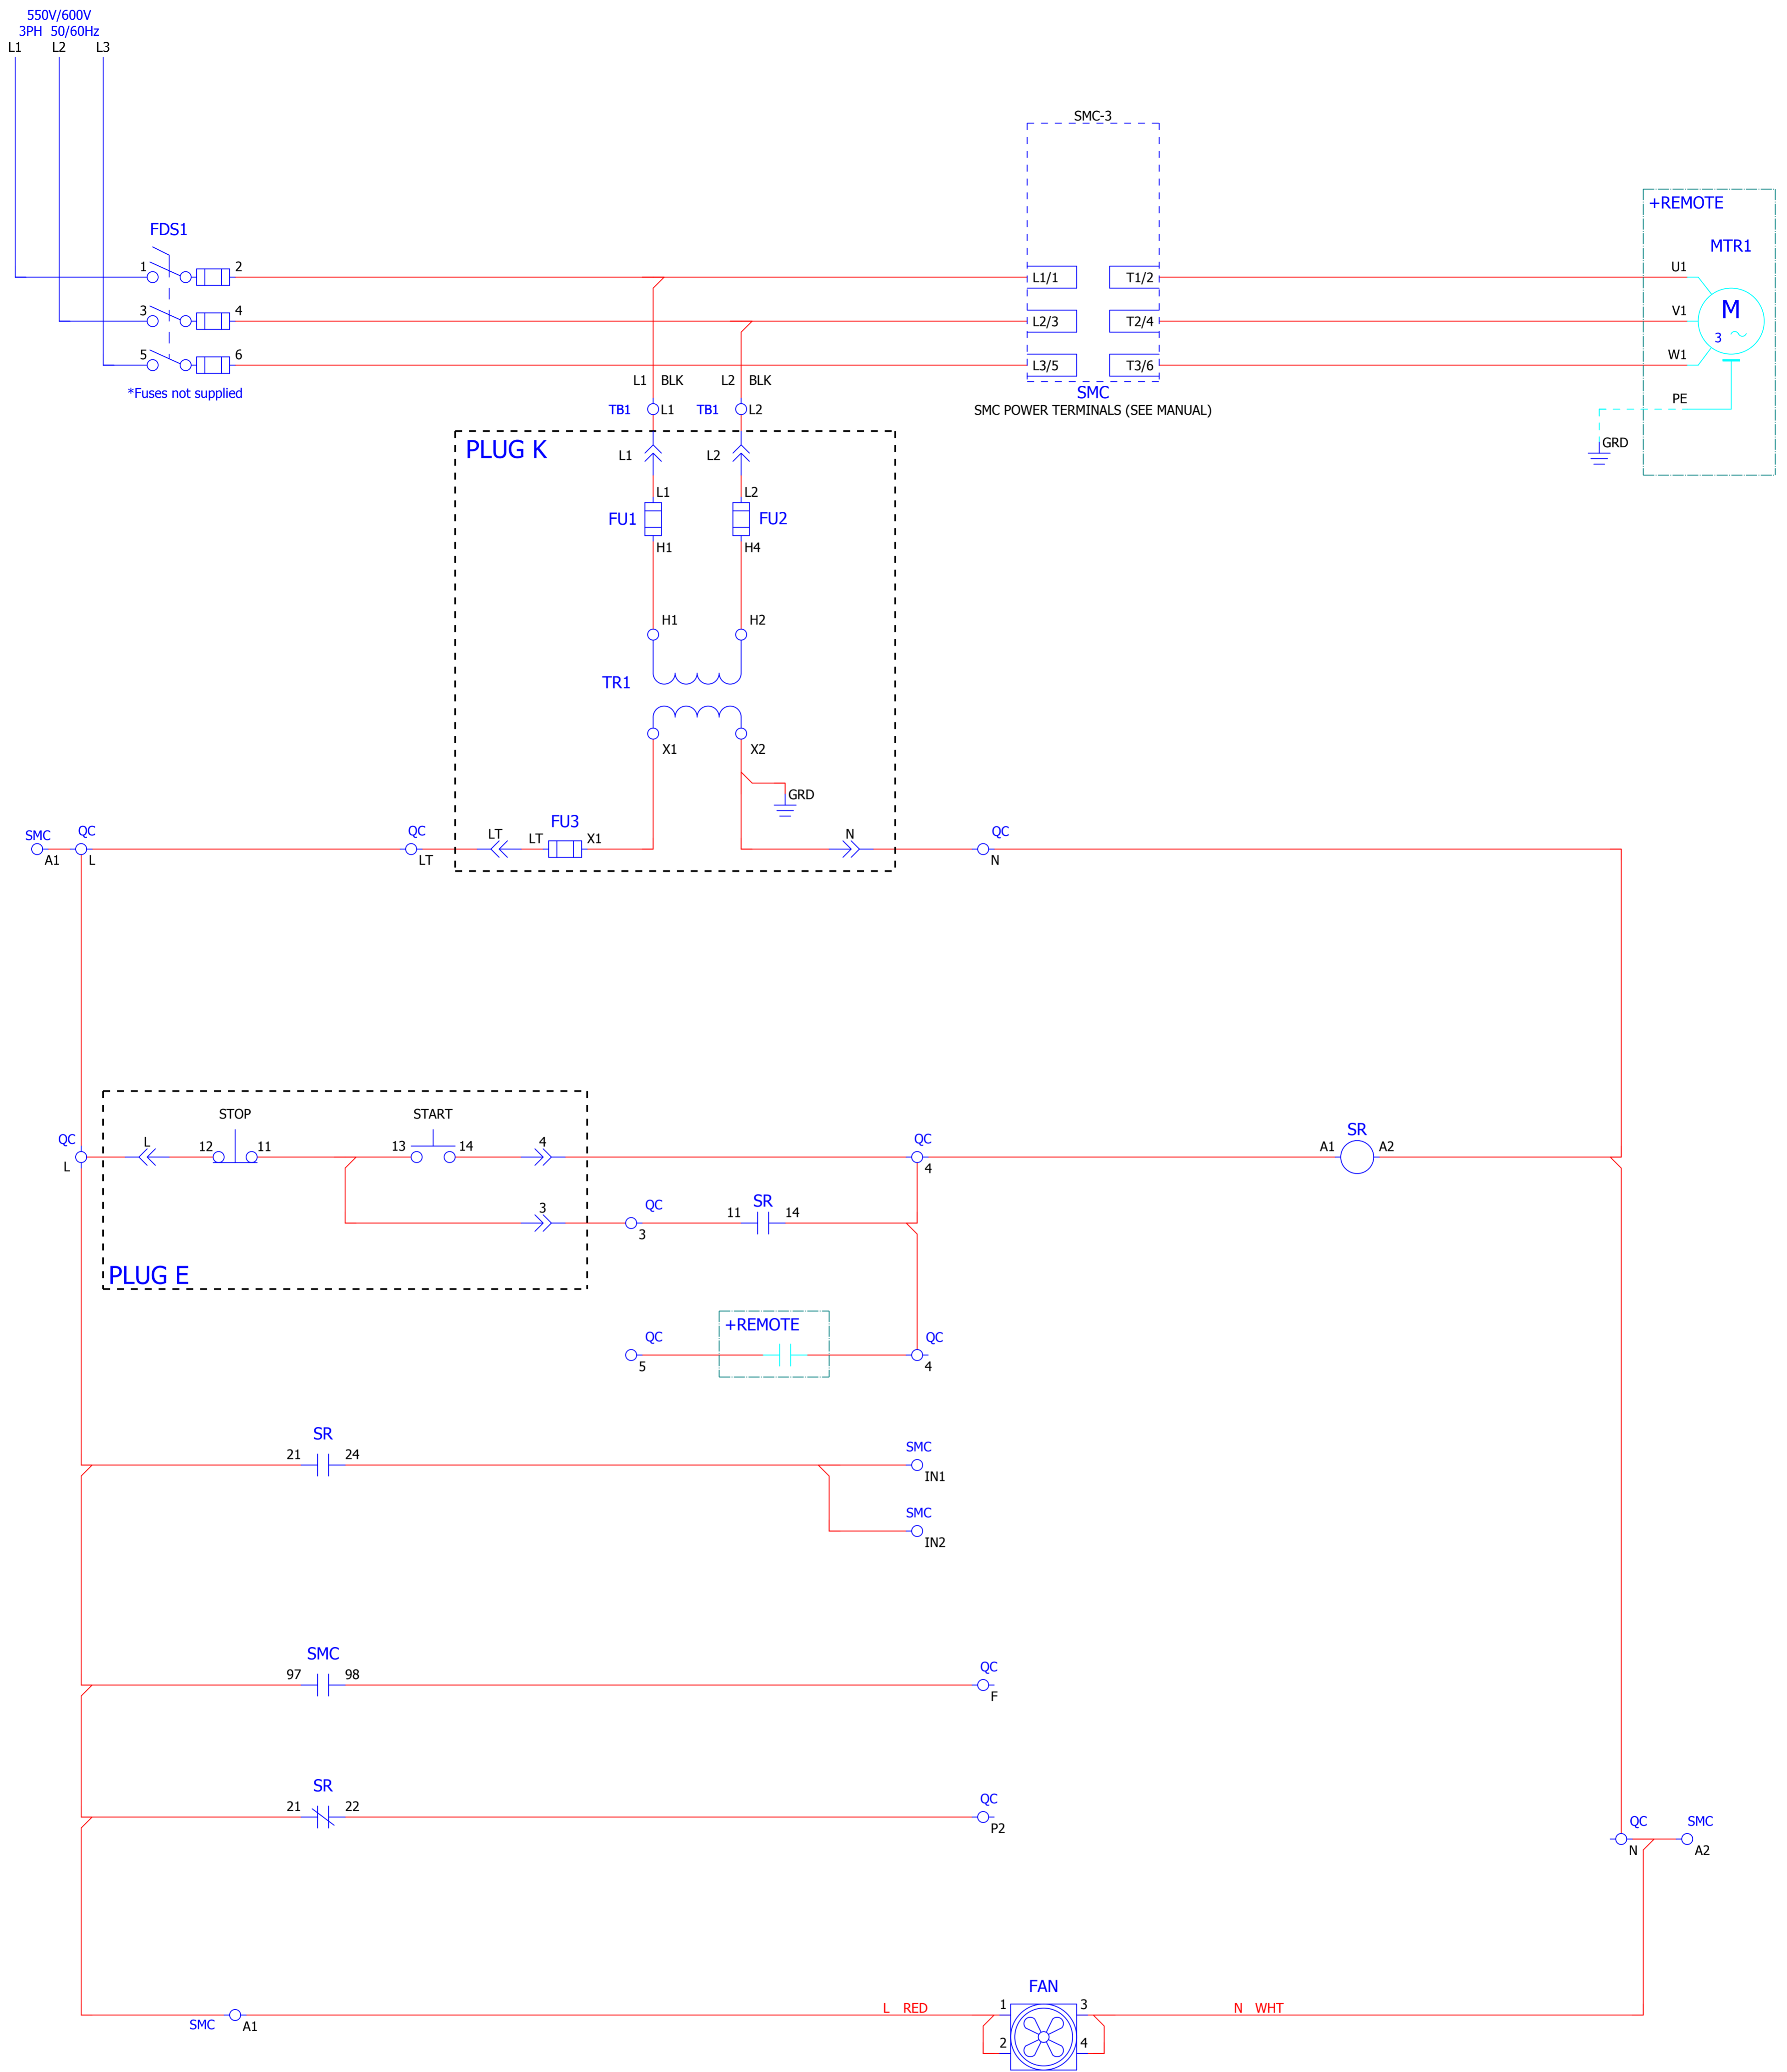 550V/600V
3PH 50/60Hz
L1 L2 L3
SMC-3
+REMOTE
MTR1
FDS1
1 2
L1/1 T1/2
U1
3 4
L2/3 T2/4
V1
M
3
5 6
L3/5 T3/6
W1
*Fuses not supplied
SMC
SMC POWER TERMINALS (SEE MANUAL)
PE
GRD
L1 BLK L2 BLK
TB1 L1 TB1 L2
PLUG K
L1 L2
L1 L2
FU1 FU2
H1 H4
H1 H2
TR1
X1 X2
GRD
SMC QC QC LT FU3 N QC
LT X1
A1 L LT N
STOP START
QC L 12 11 13 14 4 QC SR
A1 A2
L 4
3 QC 11 SR 14
3
PLUG E
+REMOTE
QC QC
5 4
SR
21 24
SMC
IN1
SMC
IN2
SMC
97 98
QC
F
SR
21 22
QC
P2
QC SMC
N A2
FAN
L RED 1 3 N WHT
SMC A1
2 4